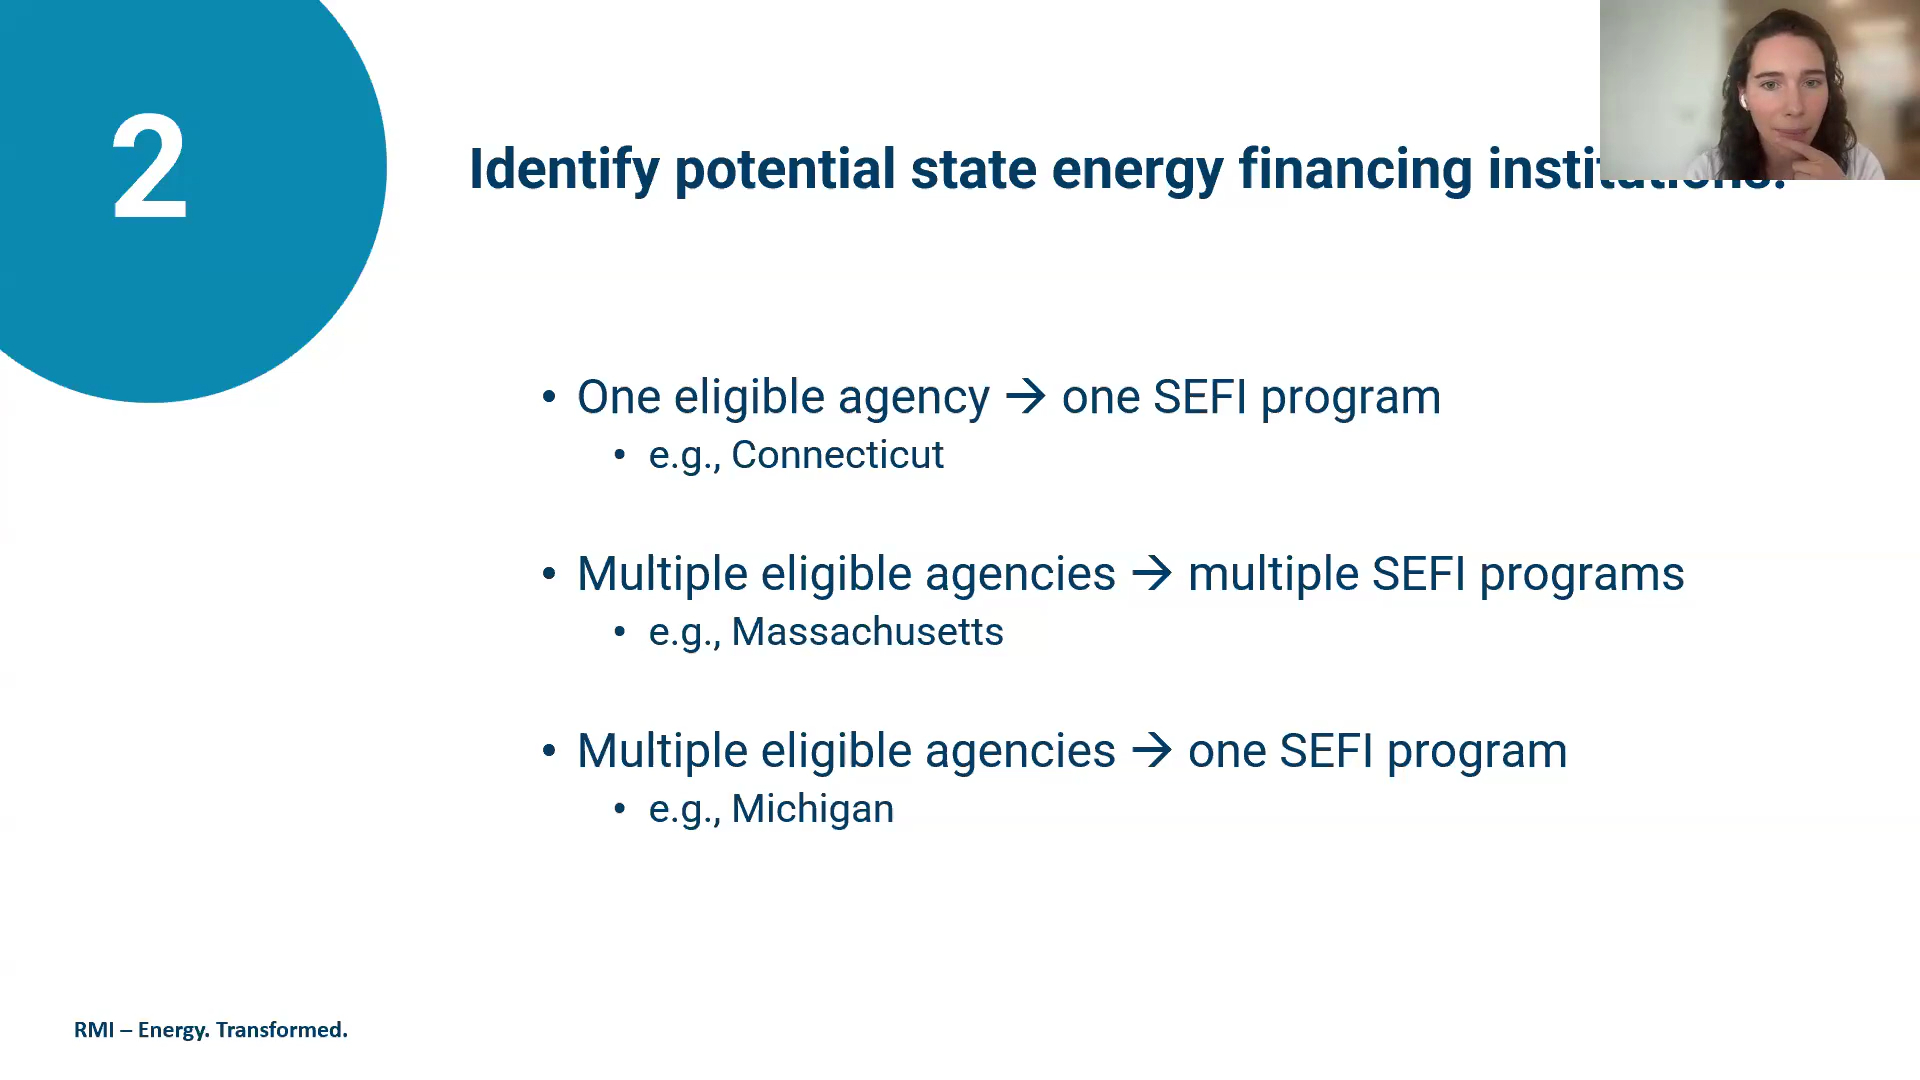 2
Identify potential state energy financing
• One eligible agency → one SEFI program
• e.g., Connecticut
• Multiple eligible agencies → multiple SEFI programs
• e.g., Massachusetts
• Multiple eligible agencies → one SEFI program
• e.g., Michigan
RMI – Energy. Transformed.